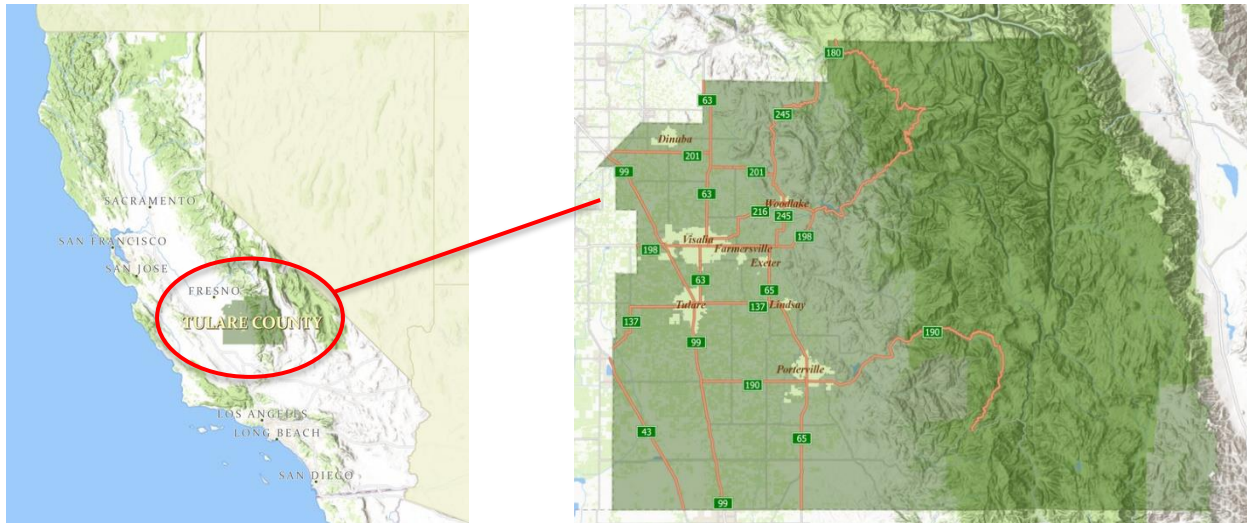 SACRAMENTO
SAN FRANCISCO
SAN JOSE
FRESNO
TULARE COUNTY
LOS ANGELES
LONG BEACH
SAN DIEGO
180
63
245
Dinuba
201
99
201
63
Woodlake
216
245
198
Visalia
198
Farmersville
Exeter
63
65
Tulare
137
Lindsay
137
99
190
Porterville
190
43
65
99